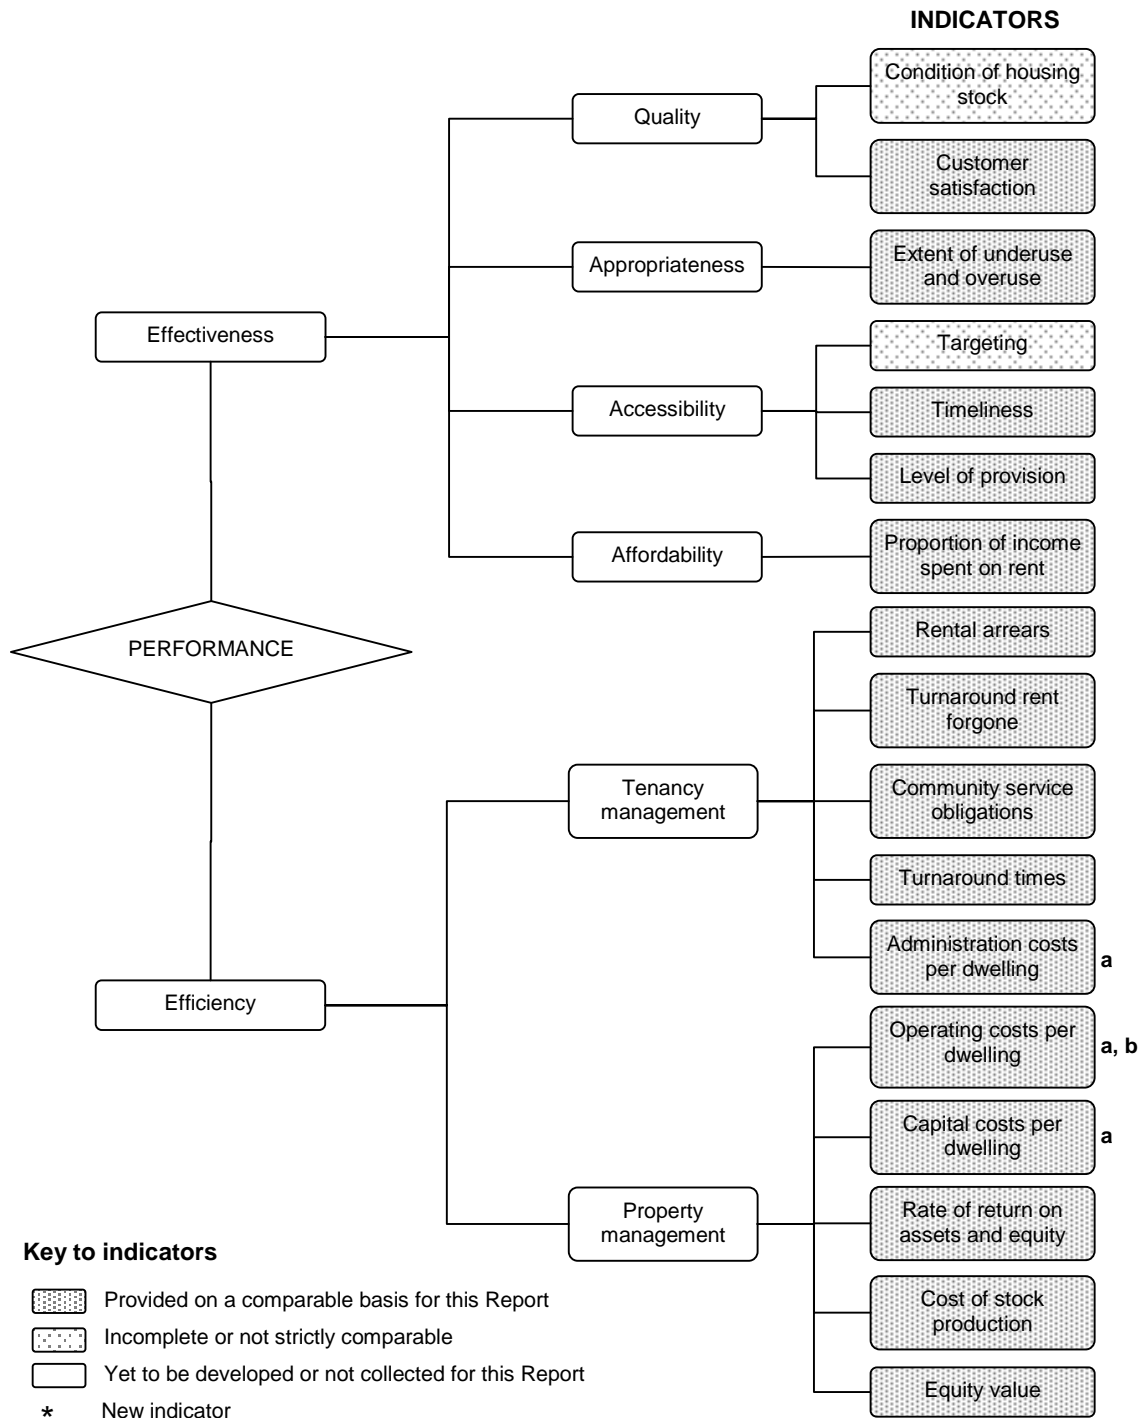 INDICATORS
Condition of housing
stock
Quality
Customer
satisfaction
Appropriateness
Extent of underuse
and overuse
Effectiveness
Targeting
Accessibility
Timeliness
Level of provision
Affordability
Proportion of income
spent on rent
PERFORMANCE
Rental arrears
Turnaround rent
forgone
Tenancy
management
Community service
obligations
Turnaround times
Administration costs
per dwelling
a
Efficiency
Operating costs per
dwelling
a, b
Capital costs per
dwelling
a
Property
management
Rate of return on
assets and equity
Cost of stock
production
Equity value
Key to indicators
Provided on a comparable basis for this Report
Incomplete or not strictly comparable
Yet to be developed or not collected for this Report
* New indicator